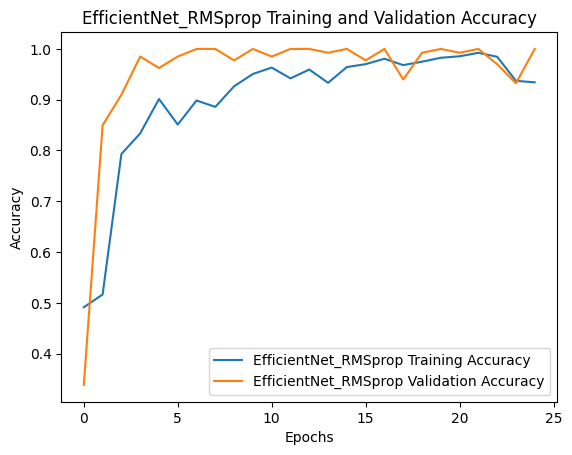 EfficientNet_RMSprop Training and Validation Accuracy
1.0
0.9
0.8
0.7
0.6
0.5
0.4
Accuracy
EfficientNet_RMSprop Training Accuracy
EfficientNet_RMSprop Validation Accuracy
0 5 10 15 20 25
Epochs